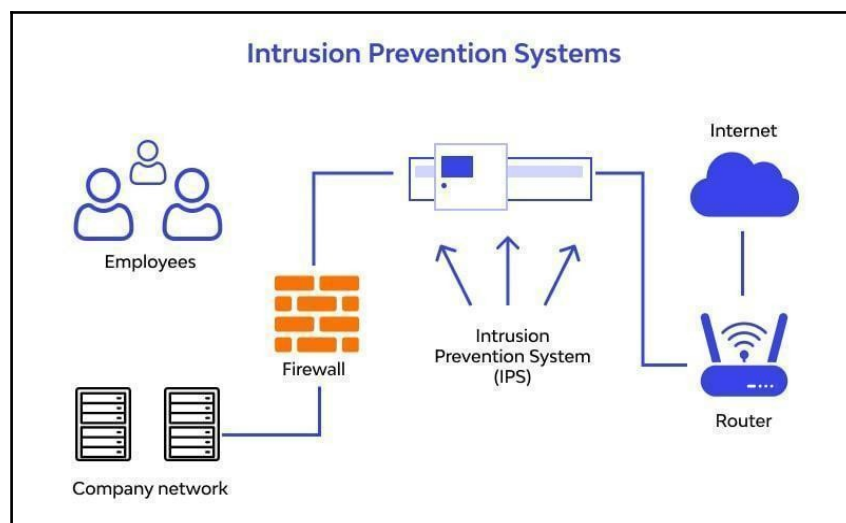 Intrusion Prevention Systems
Internet
Employees
Intrusion
Prevention System
(IPS)
Firewall
Router
Company network